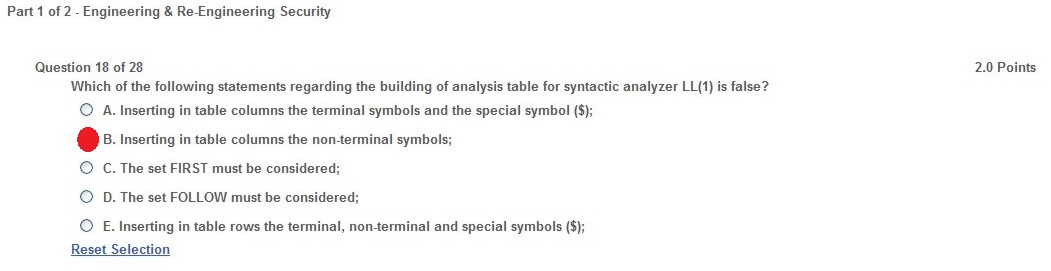 Part 1 of 2 - Engineering & Re-Engineering Security
Question 18 of 28
2.0 Points
Which of the following statements regarding the building of analysis table for syntactic analyzer LL(1) is false?
A. Inserting in table columns the terminal symbols and the special symbol ($);
B. Inserting in table columns the non-terminal symbols;
C. The set FIRST must be considered;
D. The set FOLLOW must be considered;
E. Inserting in table rows the terminal, non-terminal and special symbols ($);
Reset Selection